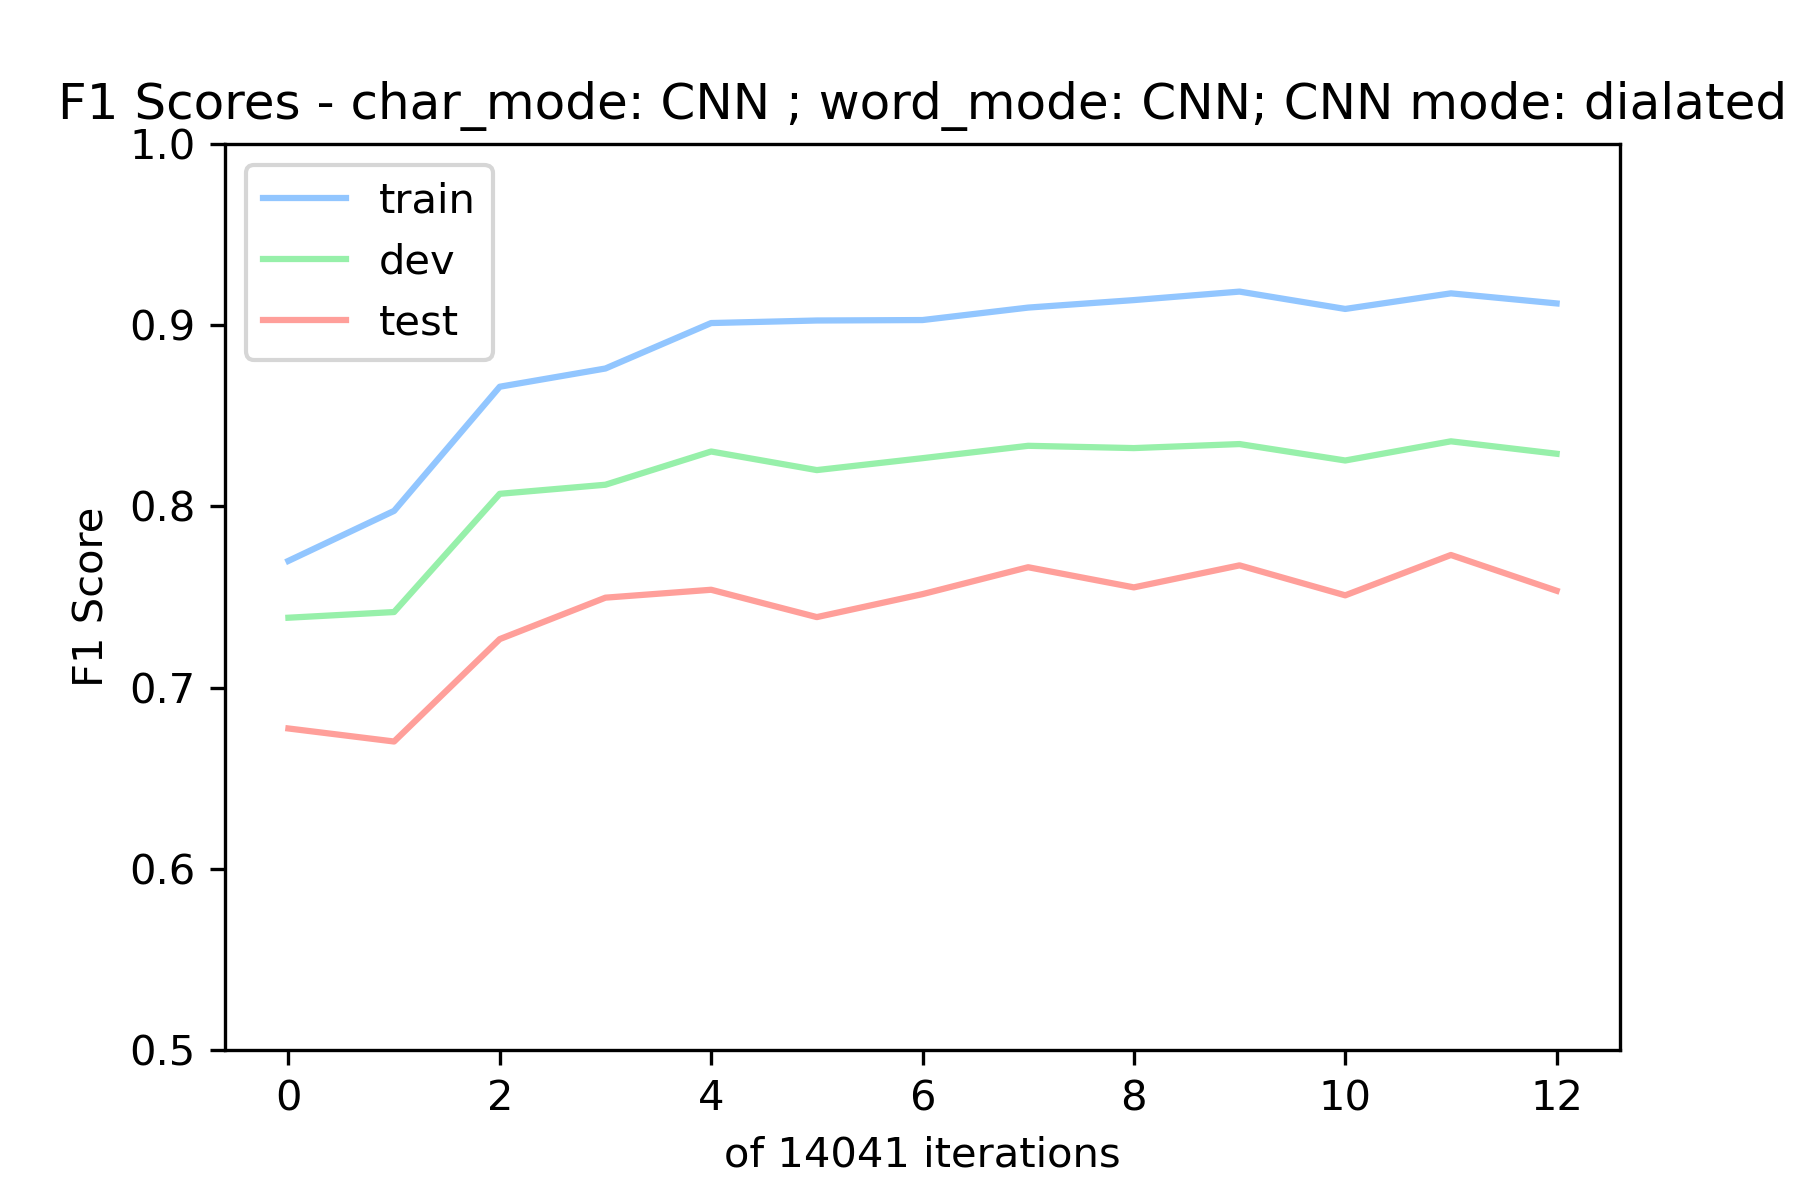 F1 Scores - char_mode: CNN ; word_mode: CNN; CNN mode: dialated
train
dev
test
F1 Score
1.0
0.9
0.8
0.7
0.6
0.5
0 2 4 6 8 10 12
of 14041 iterations